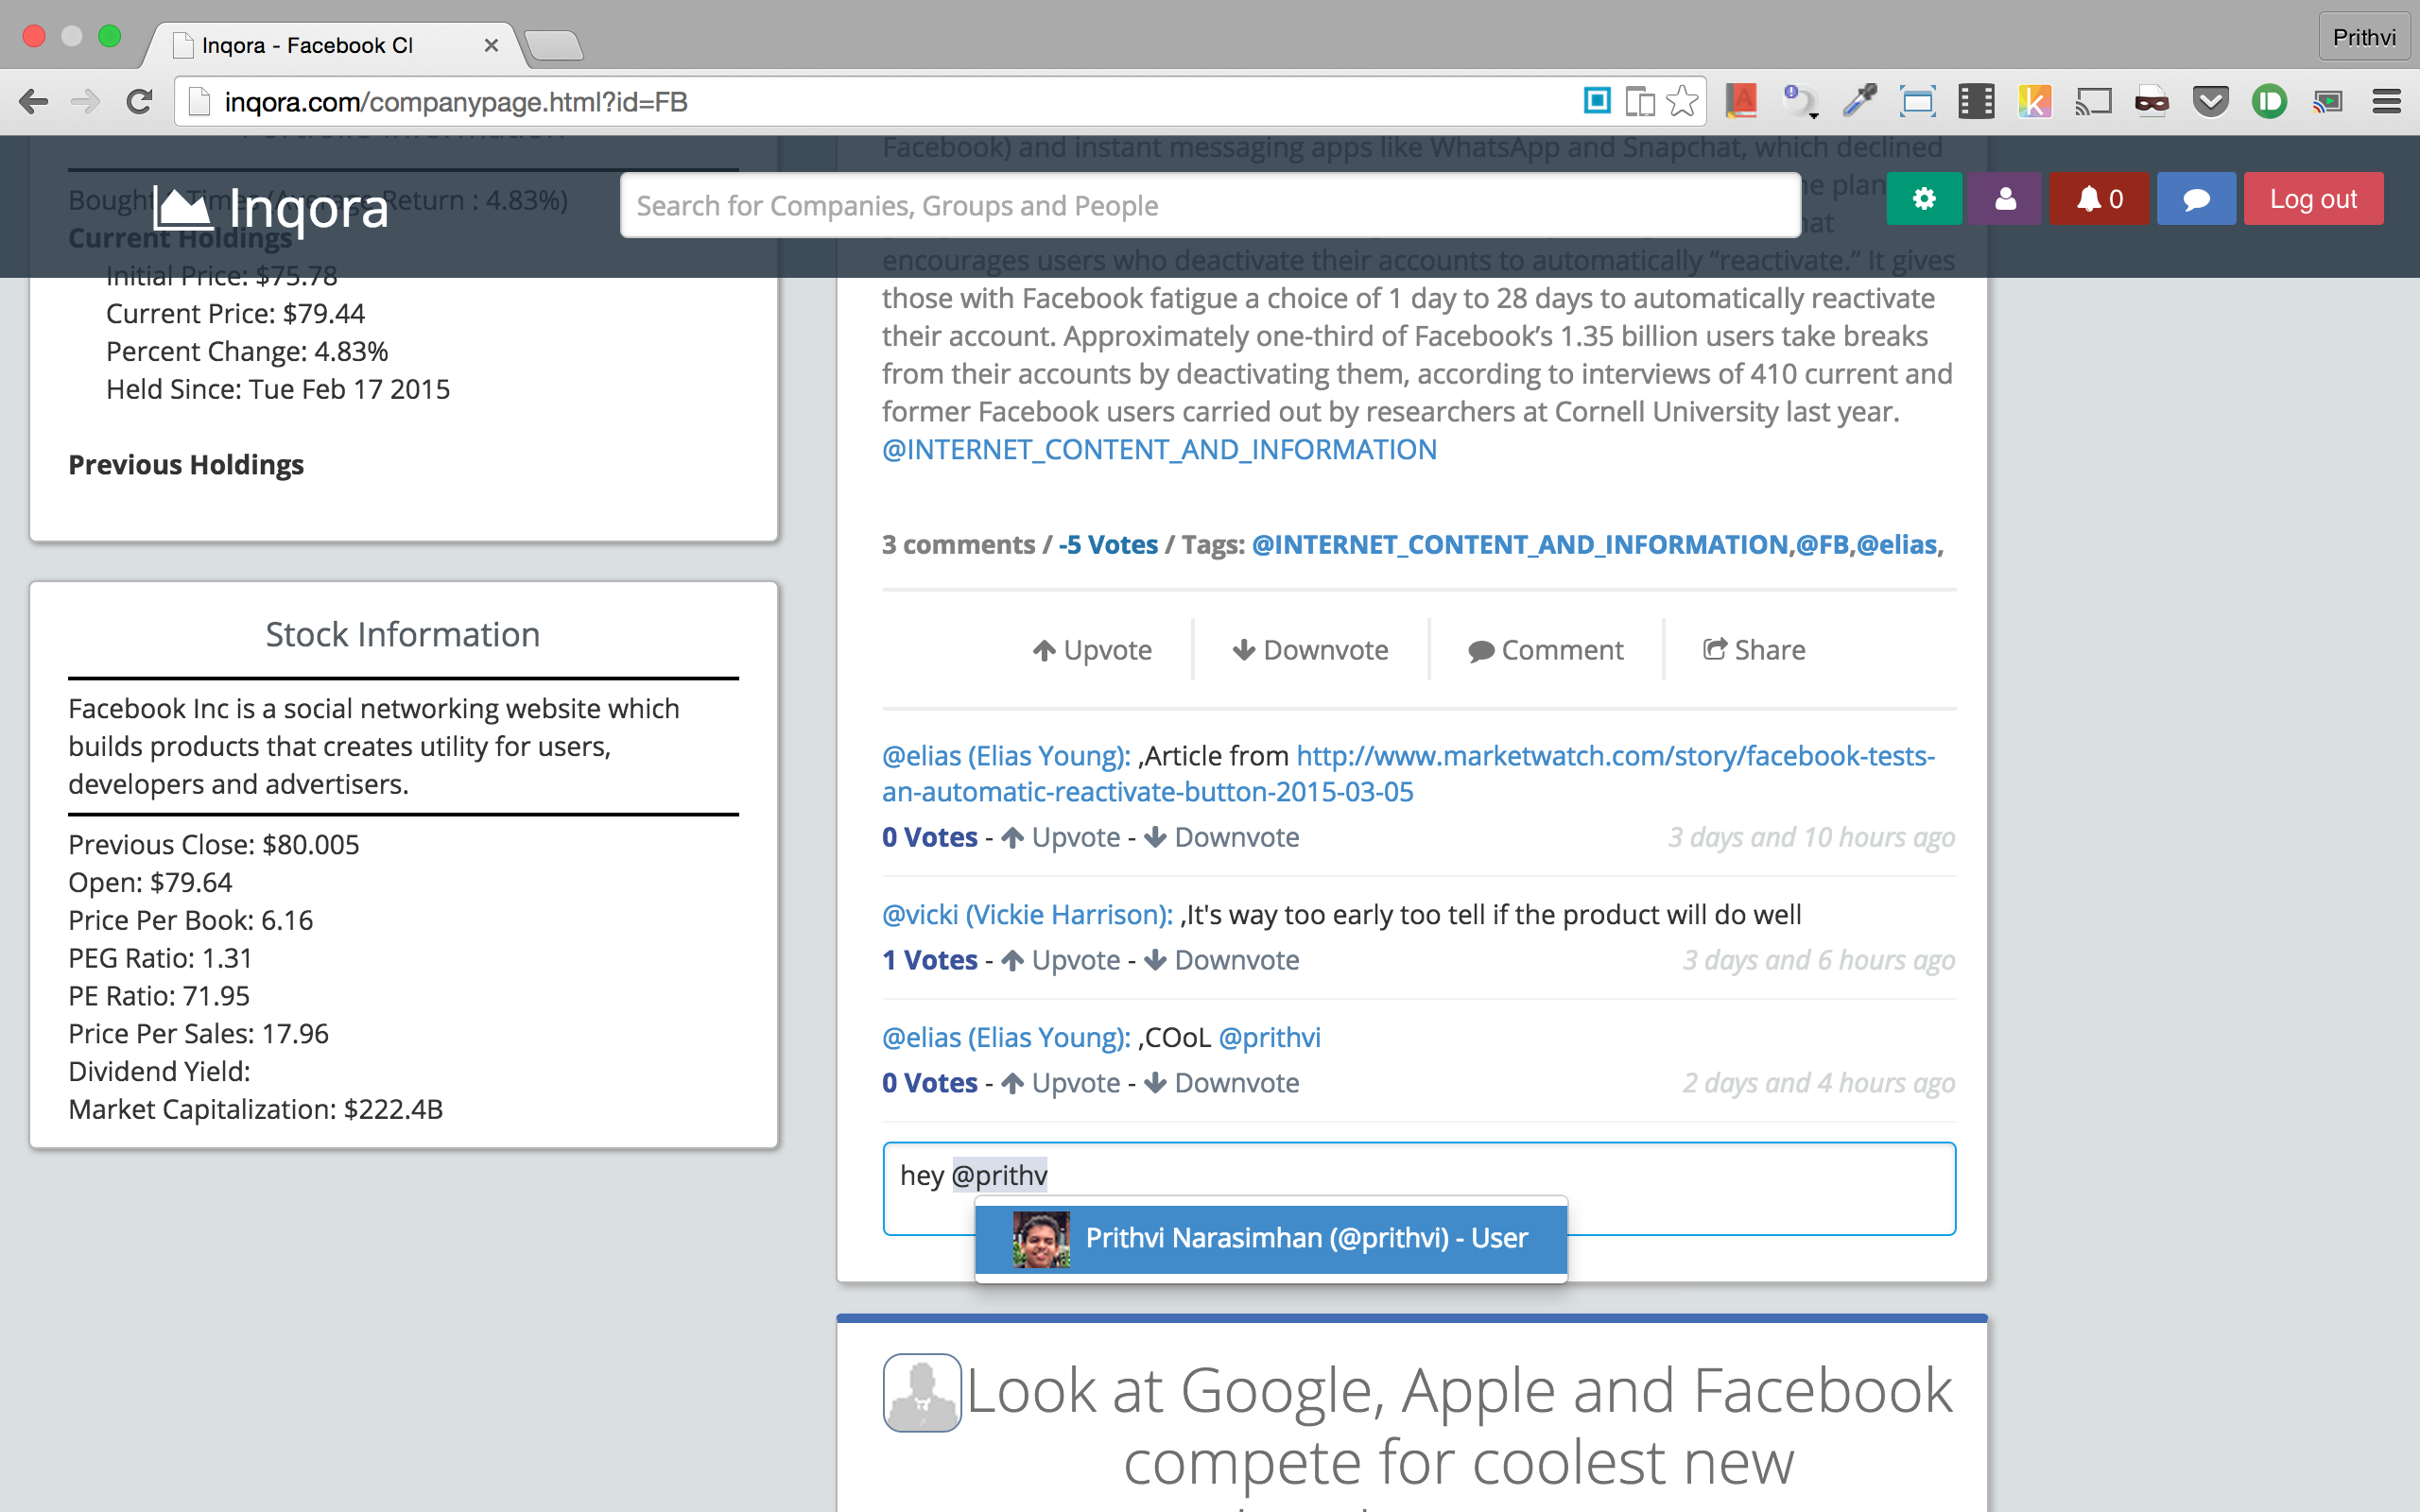 Inqora - Facebook Cl
Prithvi
inqora.com/companypage.html?id=FB
Inqora
Search for Companies, Groups and People
0
Log out
Current Holdings
Initial Price: $75.78
Current Price: $79.44
Percent Change: 4.83%
Held Since: Tue Feb 17 2015
Previous Holdings
Stock Information
Facebook Inc is a social networking website which
builds products that creates utility for users,
developers and advertisers.
Previous Close: $80.005
Open: $79.64
Price Per Book: 6.16
PEG Ratio: 1.31
PE Ratio: 71.95
Price Per Sales: 17.96
Dividend Yield:
Market Capitalization: $222.4B
Facebook) and instant messaging apps like WhatsApp and Snapchat, which declined
encourages users who deactivate their accounts to automatically “reactivate.” It gives
those with Facebook fatigue a choice of 1 day to 28 days to automatically reactivate
their account. Approximately one-third of Facebook’s 1.35 billion users take breaks
from their accounts by deactivating them, according to interviews of 410 current and
former Facebook users carried out by researchers at Cornell University last year.
@INTERNET_CONTENT_AND_INFORMATION
3 comments / -5 Votes / Tags: @INTERNET_CONTENT_AND_INFORMATION,@FB,@elias,
Upvote Downvote Comment Share
@elias (Elias Young): ,Article from http://www.marketwatch.com/story/facebook-tests-
an-automatic-reactivate-button-2015-03-05
0 Votes - Upvote - Downvote 3 days and 10 hours ago
@vicki (Vickie Harrison): ,It's way too early too tell if the product will do well
1 Votes - Upvote - Downvote 3 days and 6 hours ago
@elias (Elias Young): ,COoL @prithvi
0 Votes - Upvote - Downvote 2 days and 4 hours ago
hey @prithv
Prithvi Narasimhan (@prithvi) - User
Look at Google, Apple and Facebook
compete for coolest new